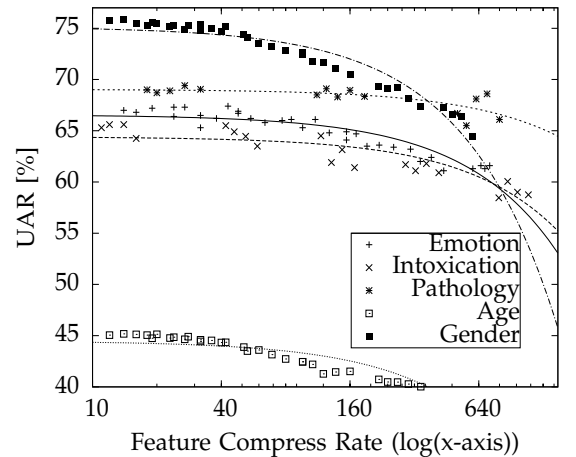 75
70
65
60
55
50
45
40
UAR [%]
Emotion
Intoxication
Pathology
Age
Gender
10 40 160 640
Feature Compress Rate (log(x-axis))